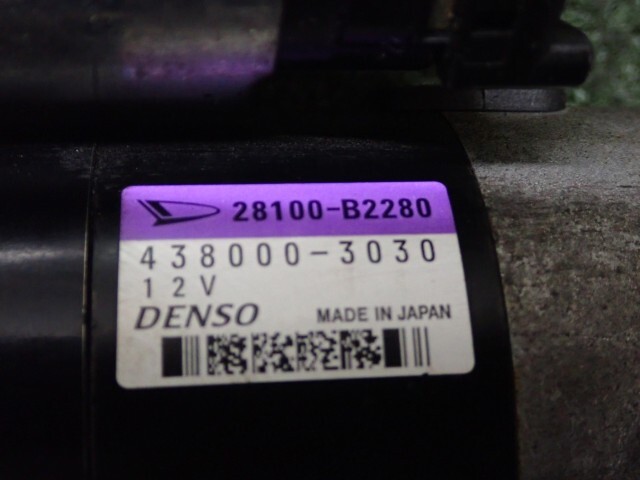 28100-B2280
438000-3030
12V
DENSO MADE IN JAPAN